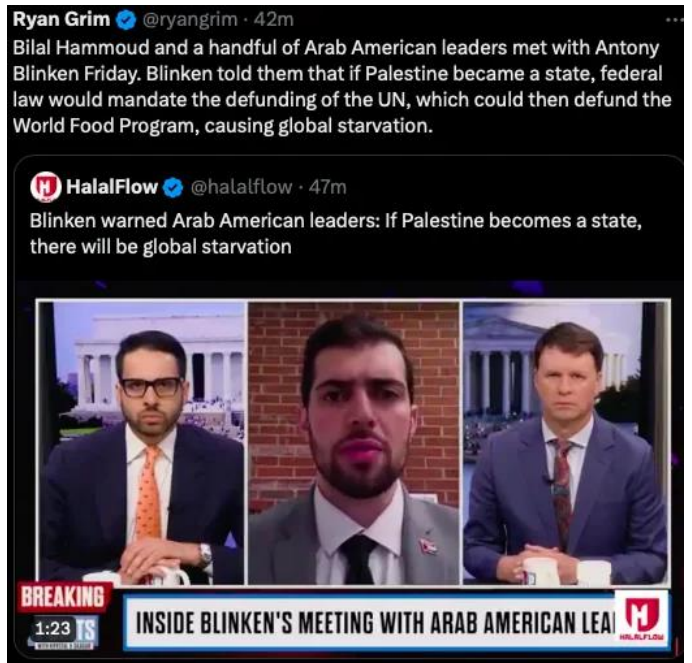 Ryan Grim @ryangrim · 42m
Bilal Hammoud and a handful of Arab American leaders met with Antony
Blinken Friday. Blinken told them that if Palestine became a state, federal
law would mandate the defunding of the UN, which could then defund the
World Food Program, causing global starvation.
HalalFlow @halalflow · 47m
Blinken warned Arab American leaders: If Palestine becomes a state,
there will be global starvation
BREAKING
1:23
TS
INSIDE BLINKEN'S MEETING WITH ARAB AMERICAN LEA
HALALFLOW